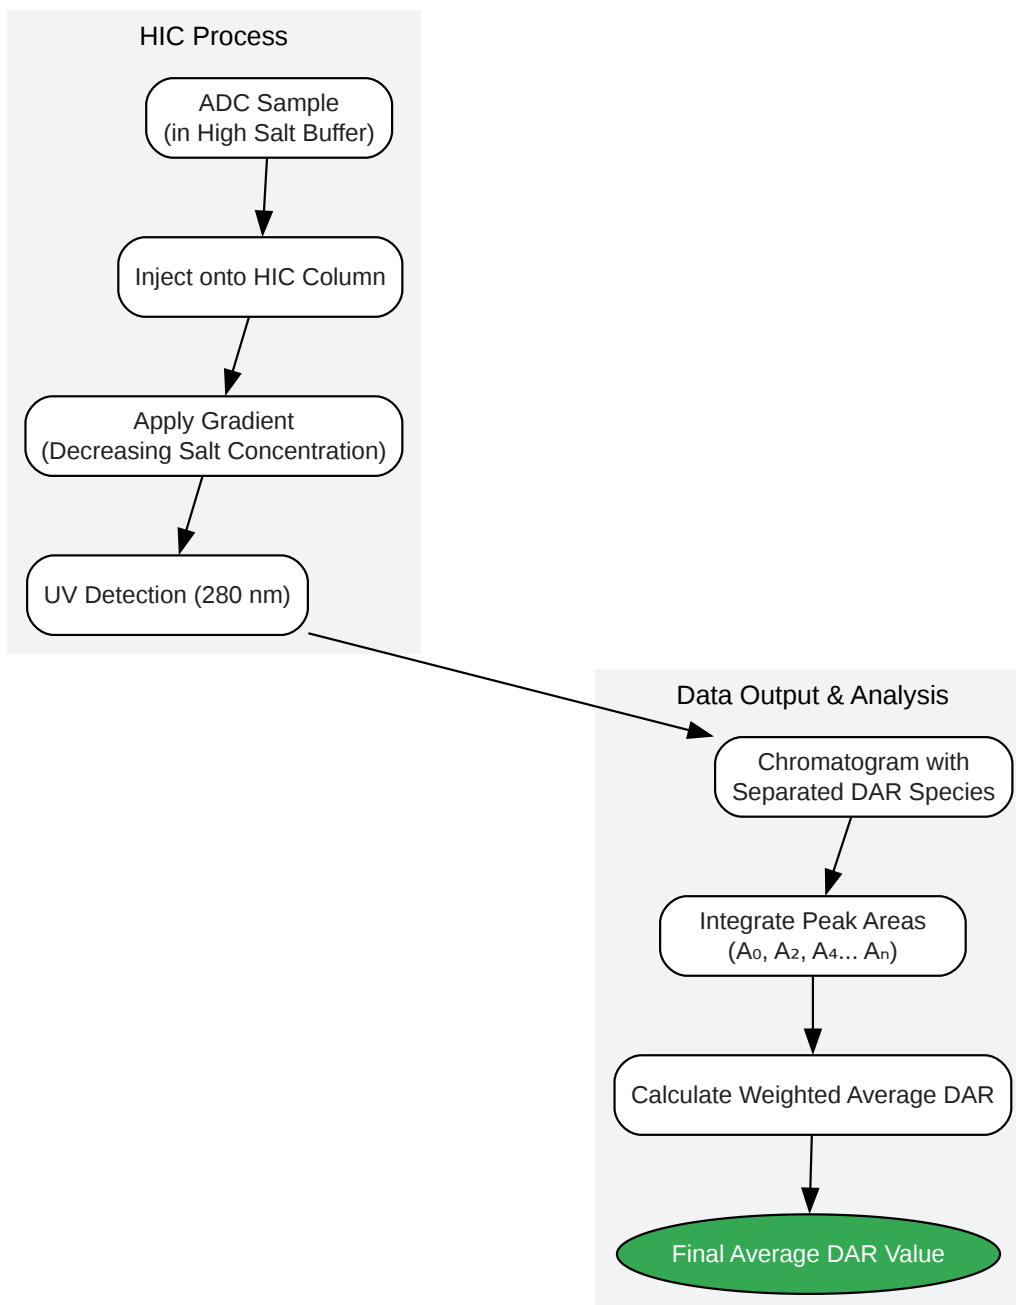 HIC Process
ADC Sample
(in High Salt Buffer)
Inject onto HIC Column
Apply Gradient
(Decreasing Salt Concentration)
UV Detection (280 nm)
Data Output & Analysis
Chromatogram with
Separated DAR Species
Integrate Peak Areas
(A₀, A₂, A₄... Aₙ)
Calculate Weighted Average DAR
Final Average DAR Value